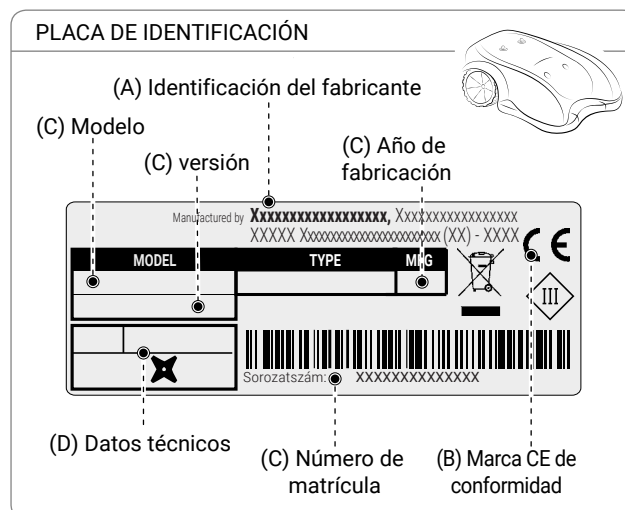 PLACA DE IDENTIFICACIÓN
(A) Identificación del fabricante
(C) Modelo
(C) versión
(C) Año de
fabricación
Manufactured by Xxxxxxxxxxxxxxxxxx, Xxxxxxxxxxxxxxxxx
XXXXX Xxxxxxxxxxxxxxxxxxxxxxxx (XX) - XXXX
CE
MODEL TYPE MFG
III
Sorozatszám: XXXXXXXXXXXXXX
(D) Datos técnicos
(C) Número de
matrícula
(B) Marca CE de
conformidad